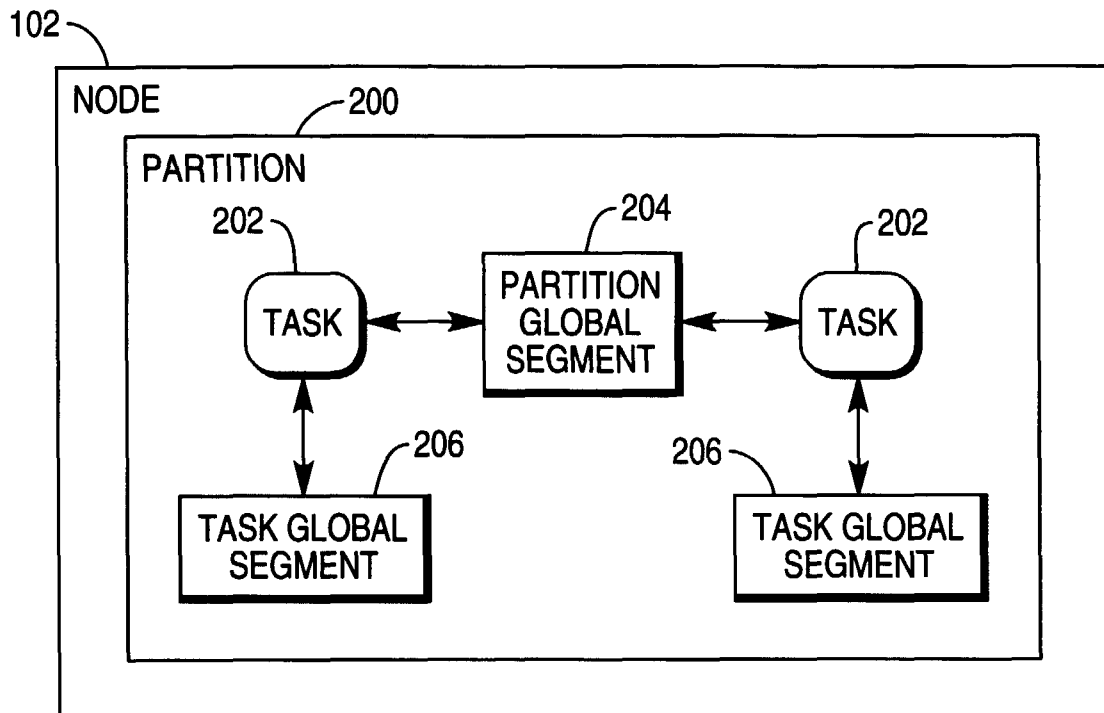 102
NODE
200
PARTITION
202
204
202
TASK
PARTITION
GLOBAL
SEGMENT
TASK
206
206
TASK GLOBAL
SEGMENT
TASK GLOBAL
SEGMENT